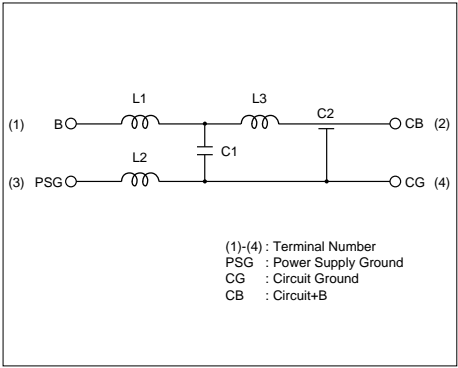 L1
L3
C2
(1) B
CB (2)
C1
L2
(3) PSG
CG (4)
(1)-(4) : Terminal Number
PSG : Power Supply Ground
CG : Circuit Ground
CB : Circuit+B